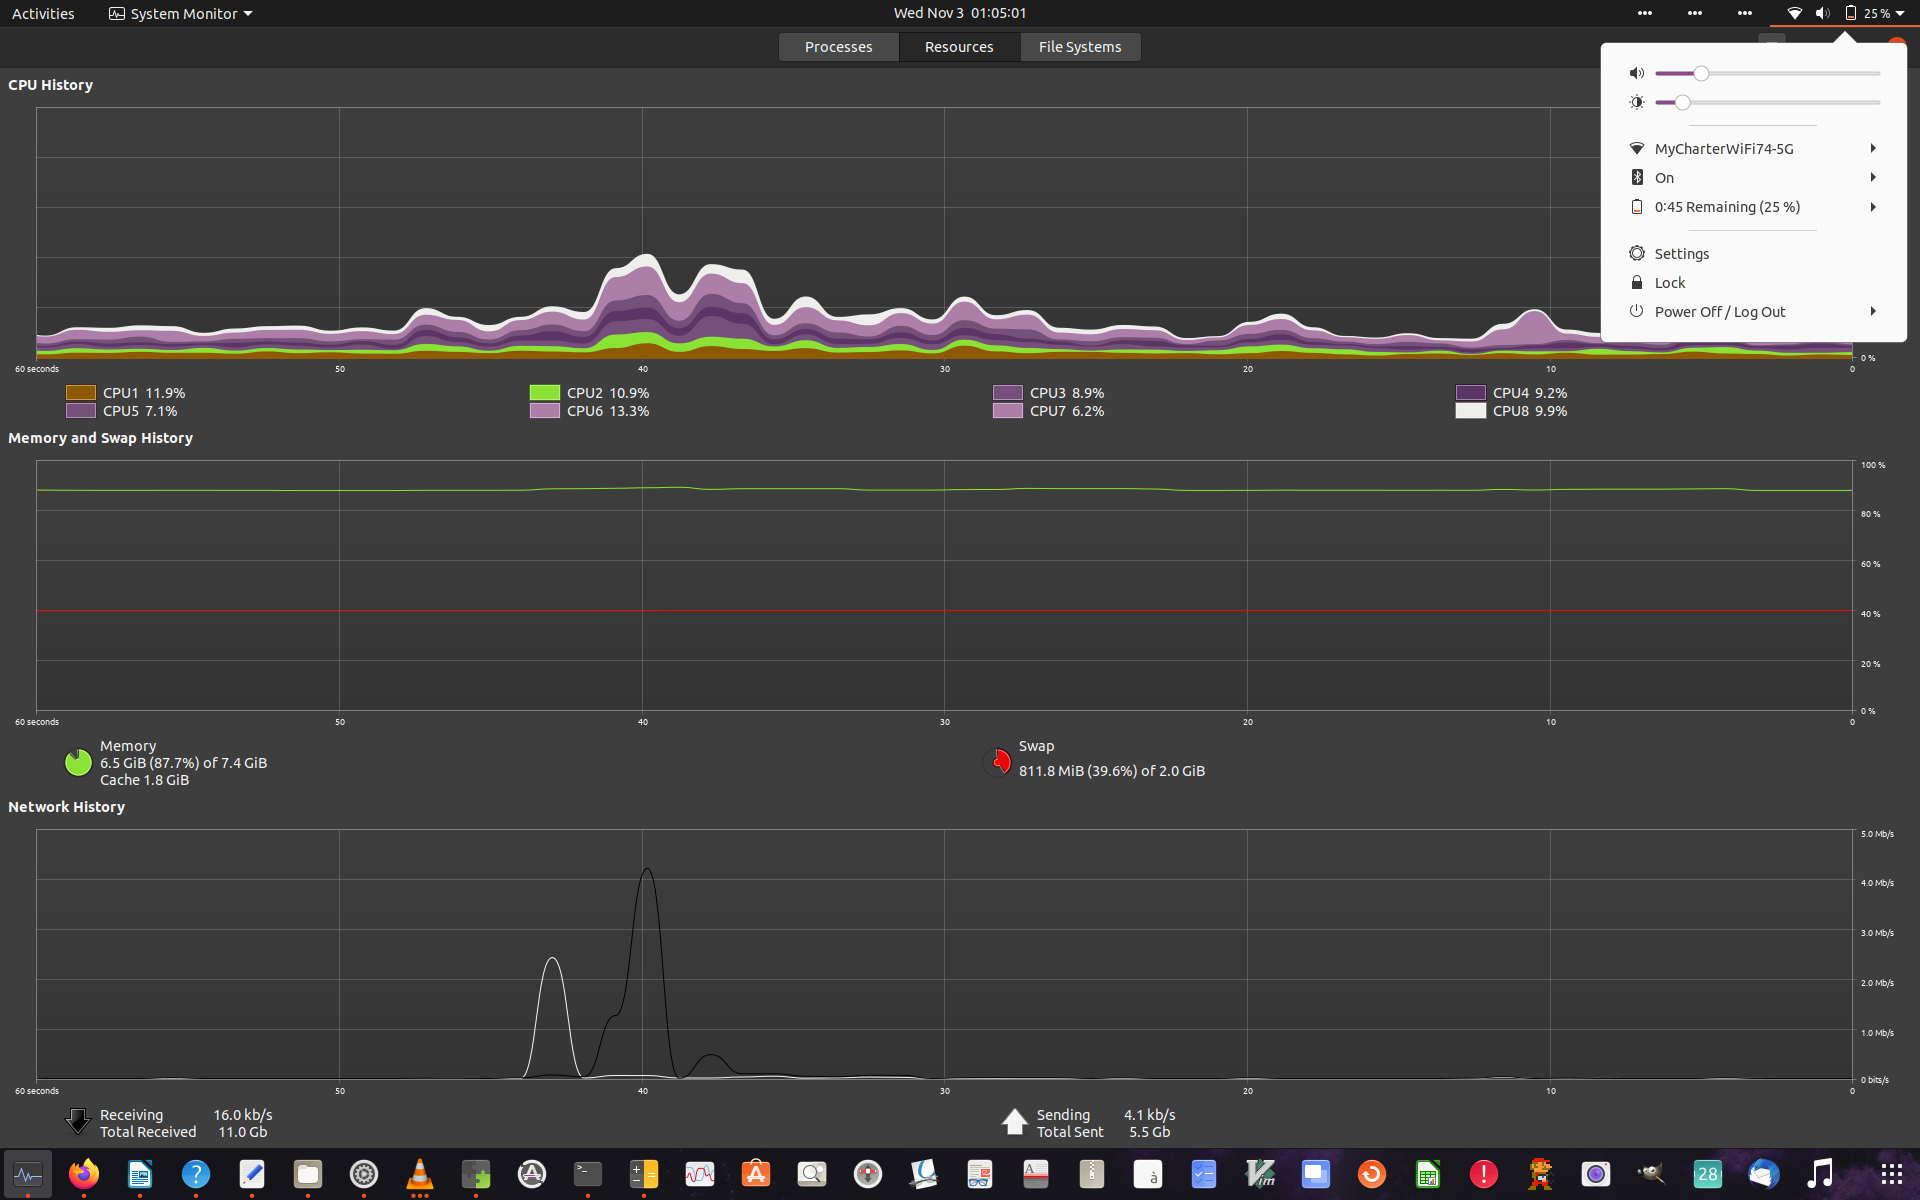 Activities
System Monitor
Wed Nov 3 01:05:01
25 %
Processes
Resources
File Systems
MyCharterWiFi74-5G
On
0:45 Remaining (25 %)
Settings
Lock
Power Off / Log Out
CPU History
0 %
60 seconds 50 40 30 20 10 0
CPU1 11.9% CPU2 10.9% CPU3 8.9% CPU4 9.2%
CPU5 7.1% CPU6 13.3% CPU7 6.2% CPU8 9.9%
Memory and Swap History
100 %
80 %
60 %
40 %
20 %
0 %
60 seconds 50 40 30 20 10 0
Memory
6.5 GiB (87.7%) of 7.4 GiB
Cache 1.8 GiB
Swap
811.8 MiB (39.6%) of 2.0 GiB
Network History
5.0 Mb/s
4.0 Mb/s
3.0 Mb/s
2.0 Mb/s
1.0 Mb/s
0 bits/s
60 seconds 50 40 30 20 10 0
Receiving 16.0 kb/s
Total Received 11.0 Gb
Sending 4.1 kb/s
Total Sent 5.5 Gb
?
>_
A
à
Vim
!
28